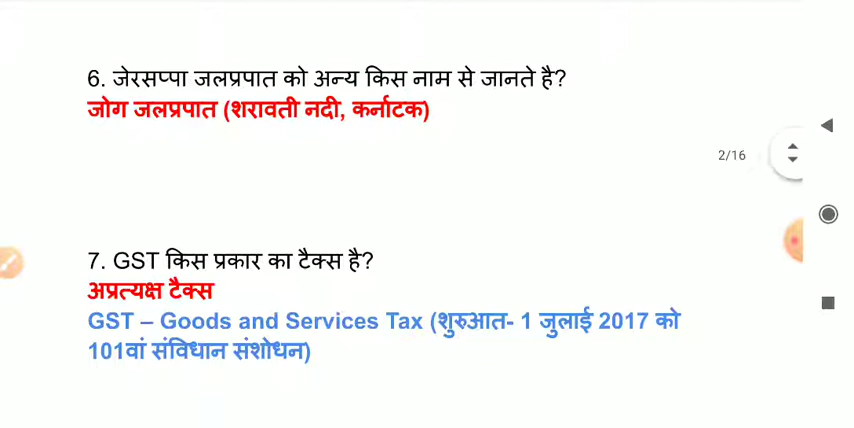 6. जेरसप्पा जलप्रपात को अन्य किस नाम से जानते है?
जोग जलप्रपात (शरावती नदी, कर्नाटक)
2/16
7. GST किस प्रकार का टैक्स है?
अप्रत्यक्ष टैक्स
GST – Goods and Services Tax (शुरुआत- 1 जुलाई 2017 को
101वां संविधान संशोधन)